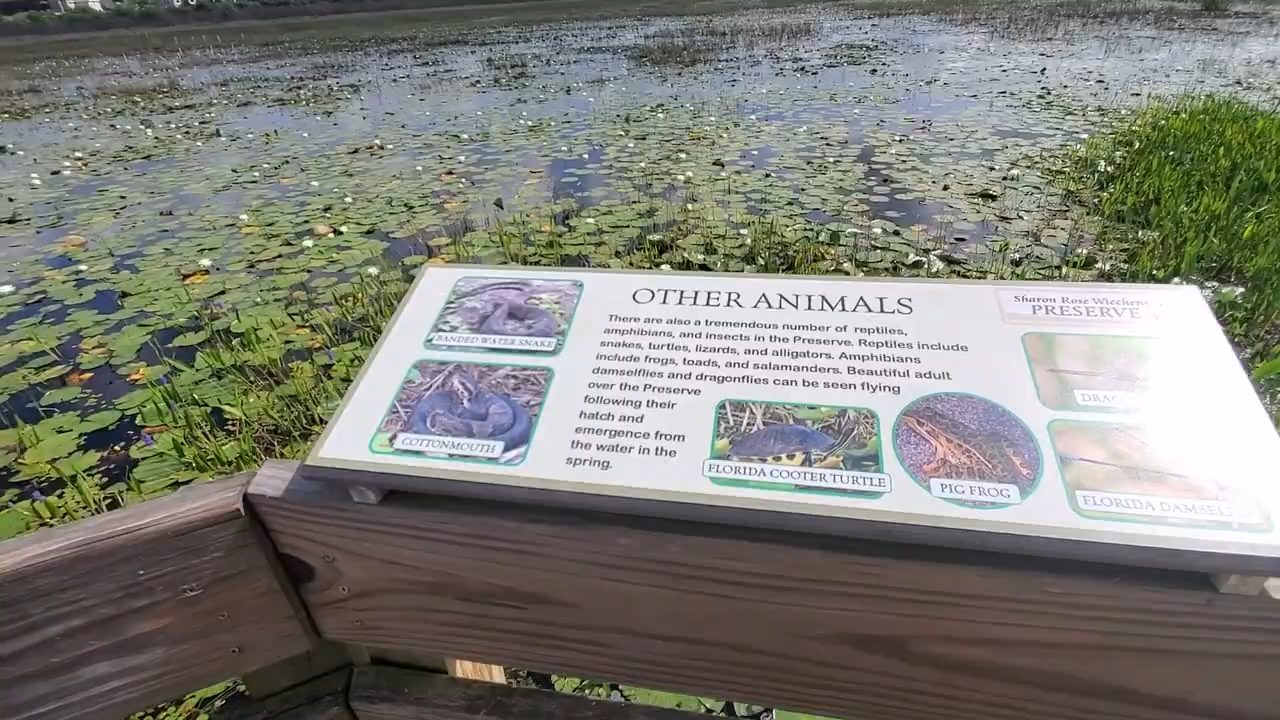 OTHER ANIMALS
There are also a tremendous number of reptiles,
amphibians, and insects in the Preserve. Reptiles include
snakes, turtles, lizards, and alligators. Amphibians
include frogs, toads, and salamanders. Beautiful adult
damselflies and dragonflies can be seen flying
over the Preserve
following their
hatch and
emergence from
the water in the
spring.
BANDED WATER SNAKE
COTTONMOUTH
FLORIDA COOTER TURTLE
PIG FROG
Sharon Rose
PRESERVE
FLORIDA